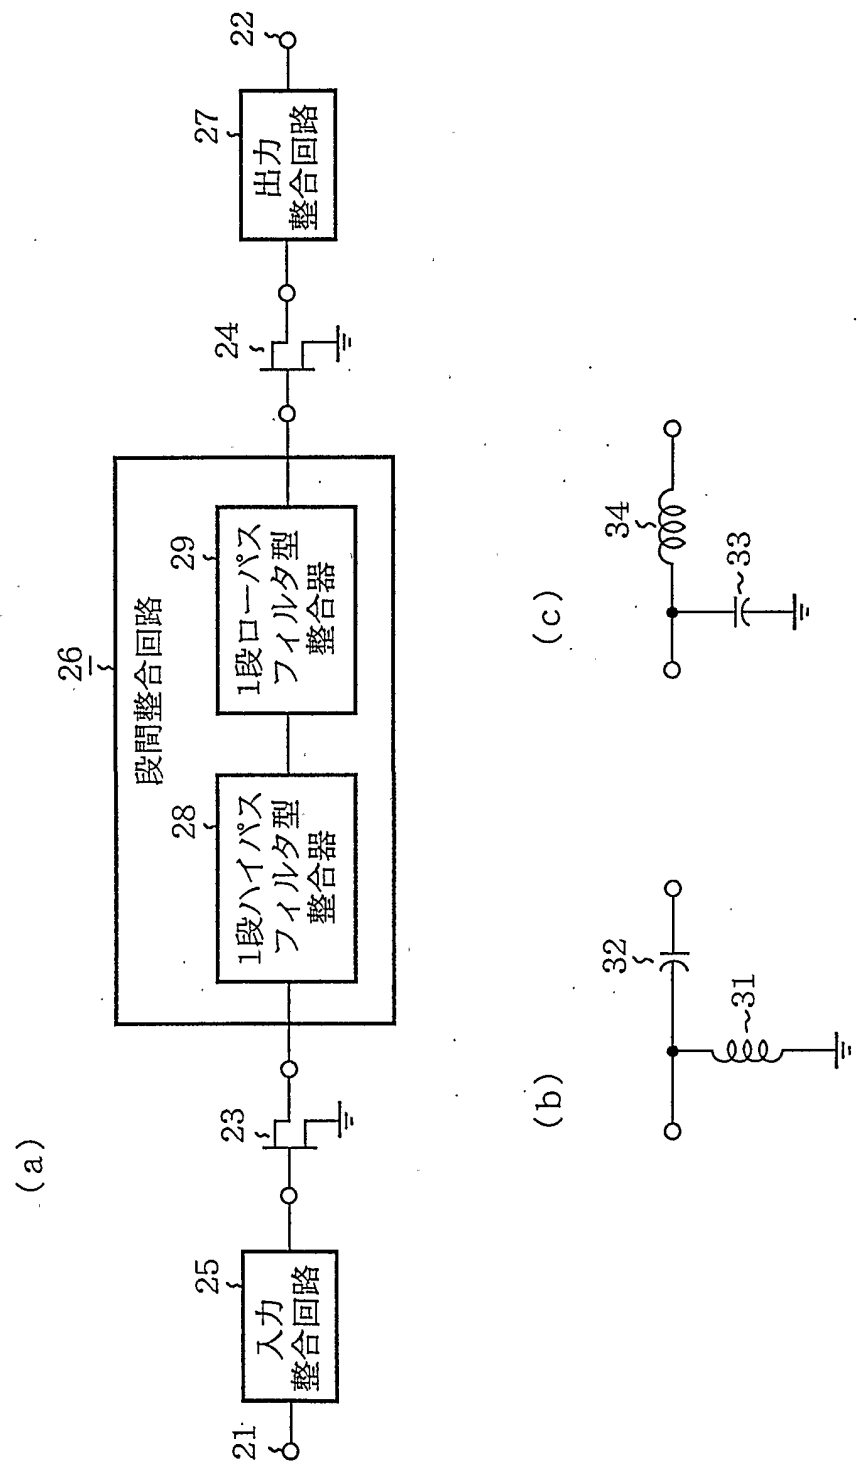 (a)
21
入力
整合回路
25
23
26
段間整合回路
28
1段ハイパス
フィルタ型
整合器
29
1段ローパス
フィルタ型
整合器
24
27
出力
整合回路
22
(b)
31
32
(c)
33
34